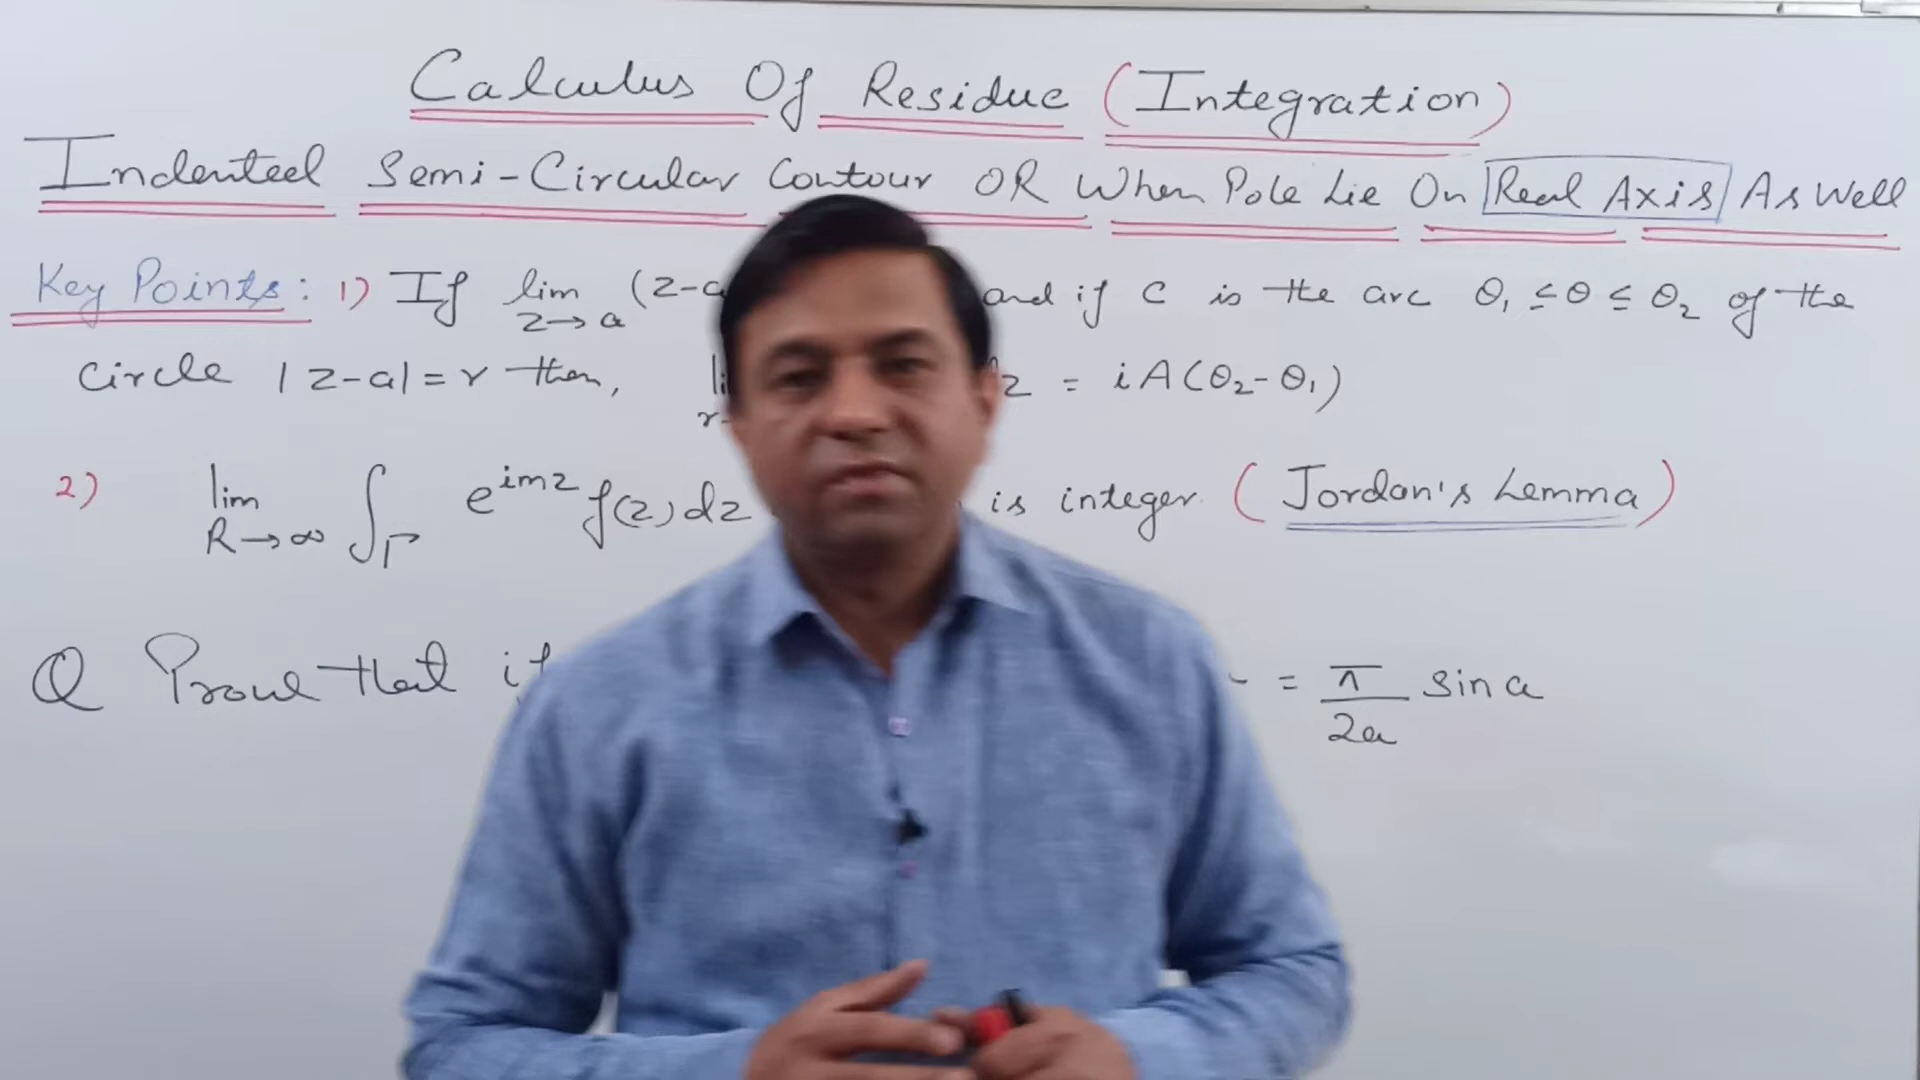 Calculus Of Residue (Integration)
Indented Semi-Circular Contour OR When Pole Lie On Real Axis As Well
Key Points: 1) If lim z→a (z-a and if C is the arc θ₁ ≤ θ ≤ θ₂ of the
circle |z-a| = r then, = iA(θ₂-θ₁)
2) lim R→∞ ∫Γ e^{imz} f(z) dz is integer. (Jordan's Lemma)
Q Prove that = π/2a sin a